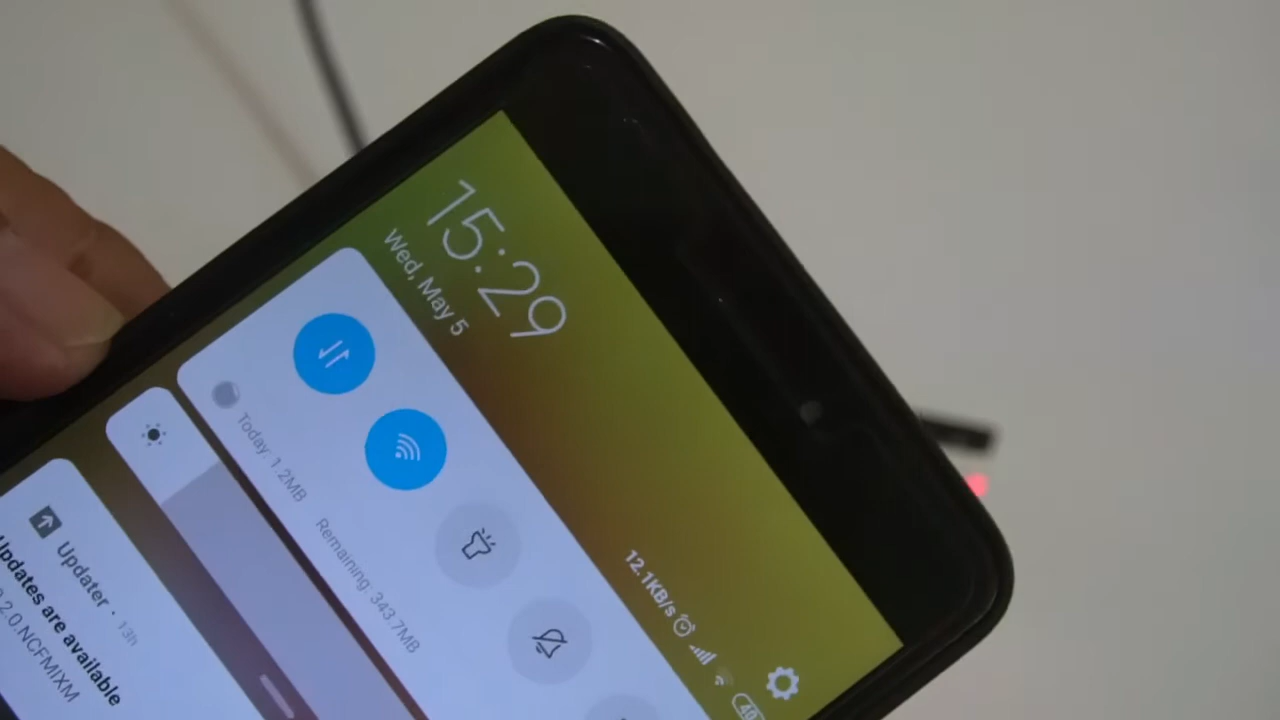 15:29
Wed, May 5
12.1KB/s
40
Today: 1.2MB
Remaining: 343.7MB
Updater · 13h
Updates are available
2.0.NCFMIXM